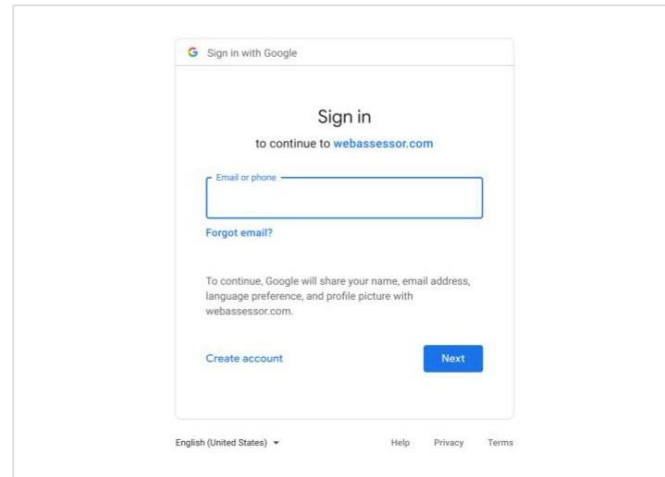 Sign in with Google
Sign in
to continue to webassessor.com
Email or phone
Forgot email?
To continue, Google will share your name, email address,
language preference, and profile picture with
webassessor.com.
Create account
Next
English (United States)
Help Privacy Terms